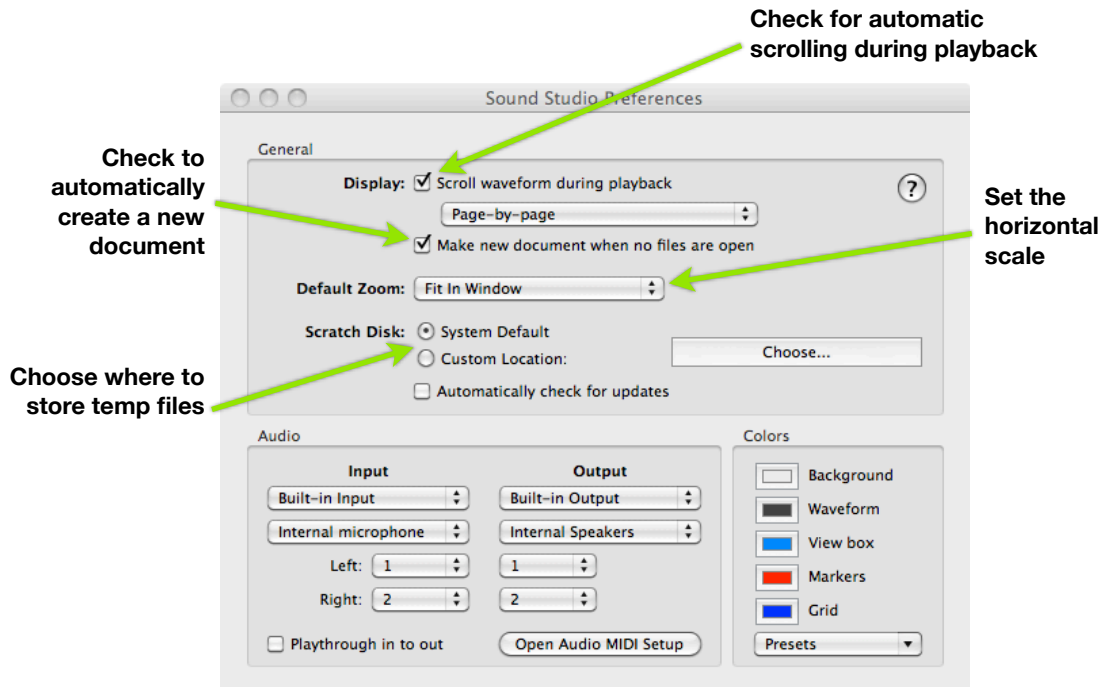 Check for automatic
scrolling during playback
Sound Studio Preferences
General
Check to
automatically
create a new
document
Display: Scroll waveform during playback
?
Page-by-page
Make new document when no files are open
Set the
horizontal
scale
Default Zoom: Fit In Window
Scratch Disk: System Default
Custom Location: Choose...
Automatically check for updates
Choose where to
store temp files
Audio
Input Output
Built-in Input Built-in Output
Internal microphone Internal Speakers
Left: 1 1
Right: 2 2
Playthrough in to out Open Audio MIDI Setup
Colors
Background
Waveform
View box
Markers
Grid
Presets